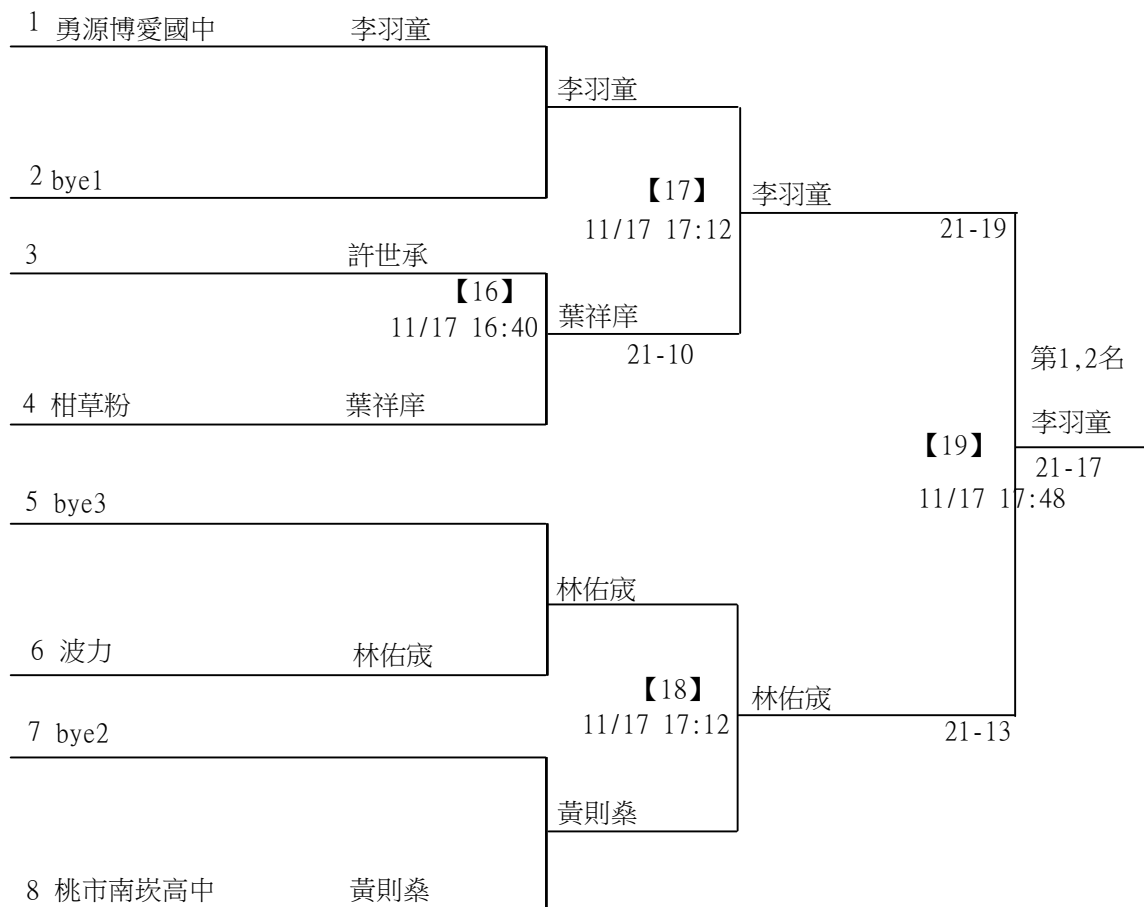 1 勇源博愛國中 李羽童
李羽童
2 bye1
【17】
11/17 17:12
李羽童
21-19
3 許世承
【16】
11/17 16:40
葉祥庠
21-10
4 柑草粉 葉祥庠
第1,2名
李羽童
【19】
21-17
11/17 17:48
5 bye3
林佑宬
6 波力 林佑宬
【18】
11/17 17:12
林佑宬
21-13
7 bye2
黃則燊
8 桃市南崁高中 黃則燊